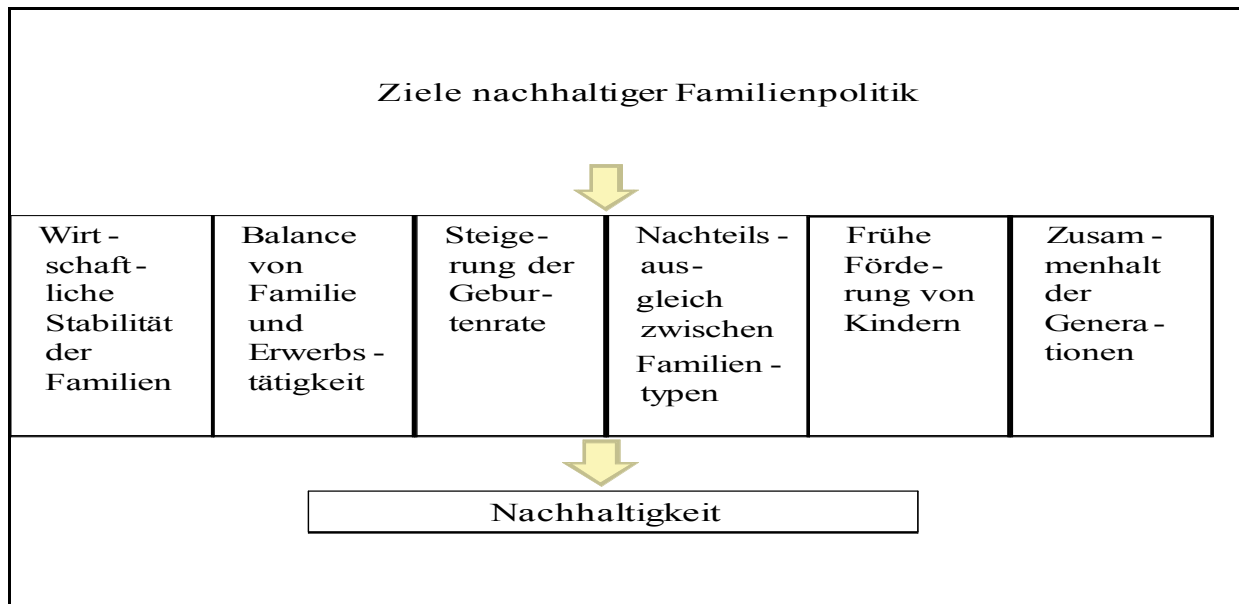 Ziele nachhaltiger Familienpolitik
Wirt -
schaft -
liche
Stabilität
der
Familien
Balance
von
Familie
und
Erwerbs -
tätigkeit
Steige-
rung der
Gebur-
tenrate
Nachteils -
aus-
gleich
zwischen
Familien -
typen
Frühe
Förde-
rung von
Kindern
Zusam -
menhalt
der
Genera -
tionen
Nachhaltigkeit